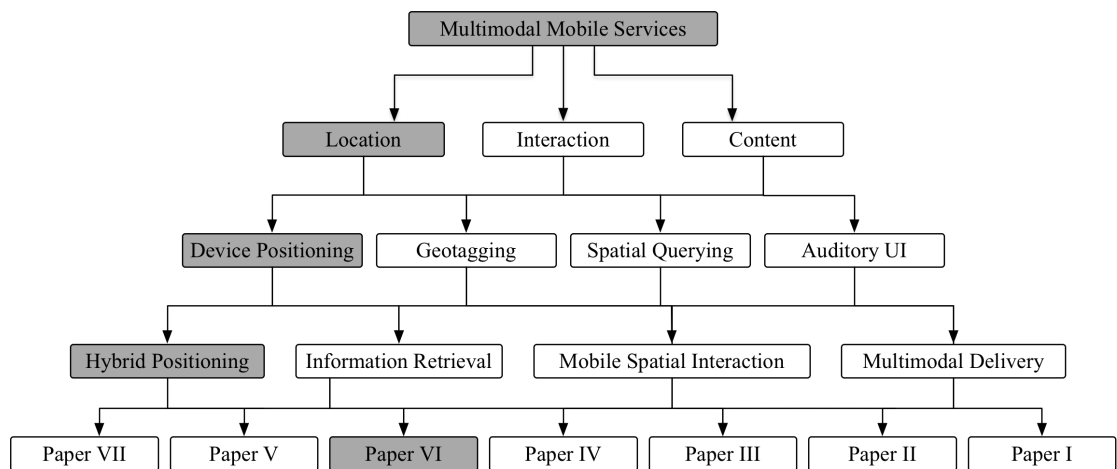 Multimodal Mobile Services
Location
Interaction
Content
Device Positioning
Geotagging
Spatial Querying
Auditory UI
Hybrid Positioning
Information Retrieval
Mobile Spatial Interaction
Multimodal Delivery
Paper VII
Paper V
Paper VI
Paper IV
Paper III
Paper II
Paper I